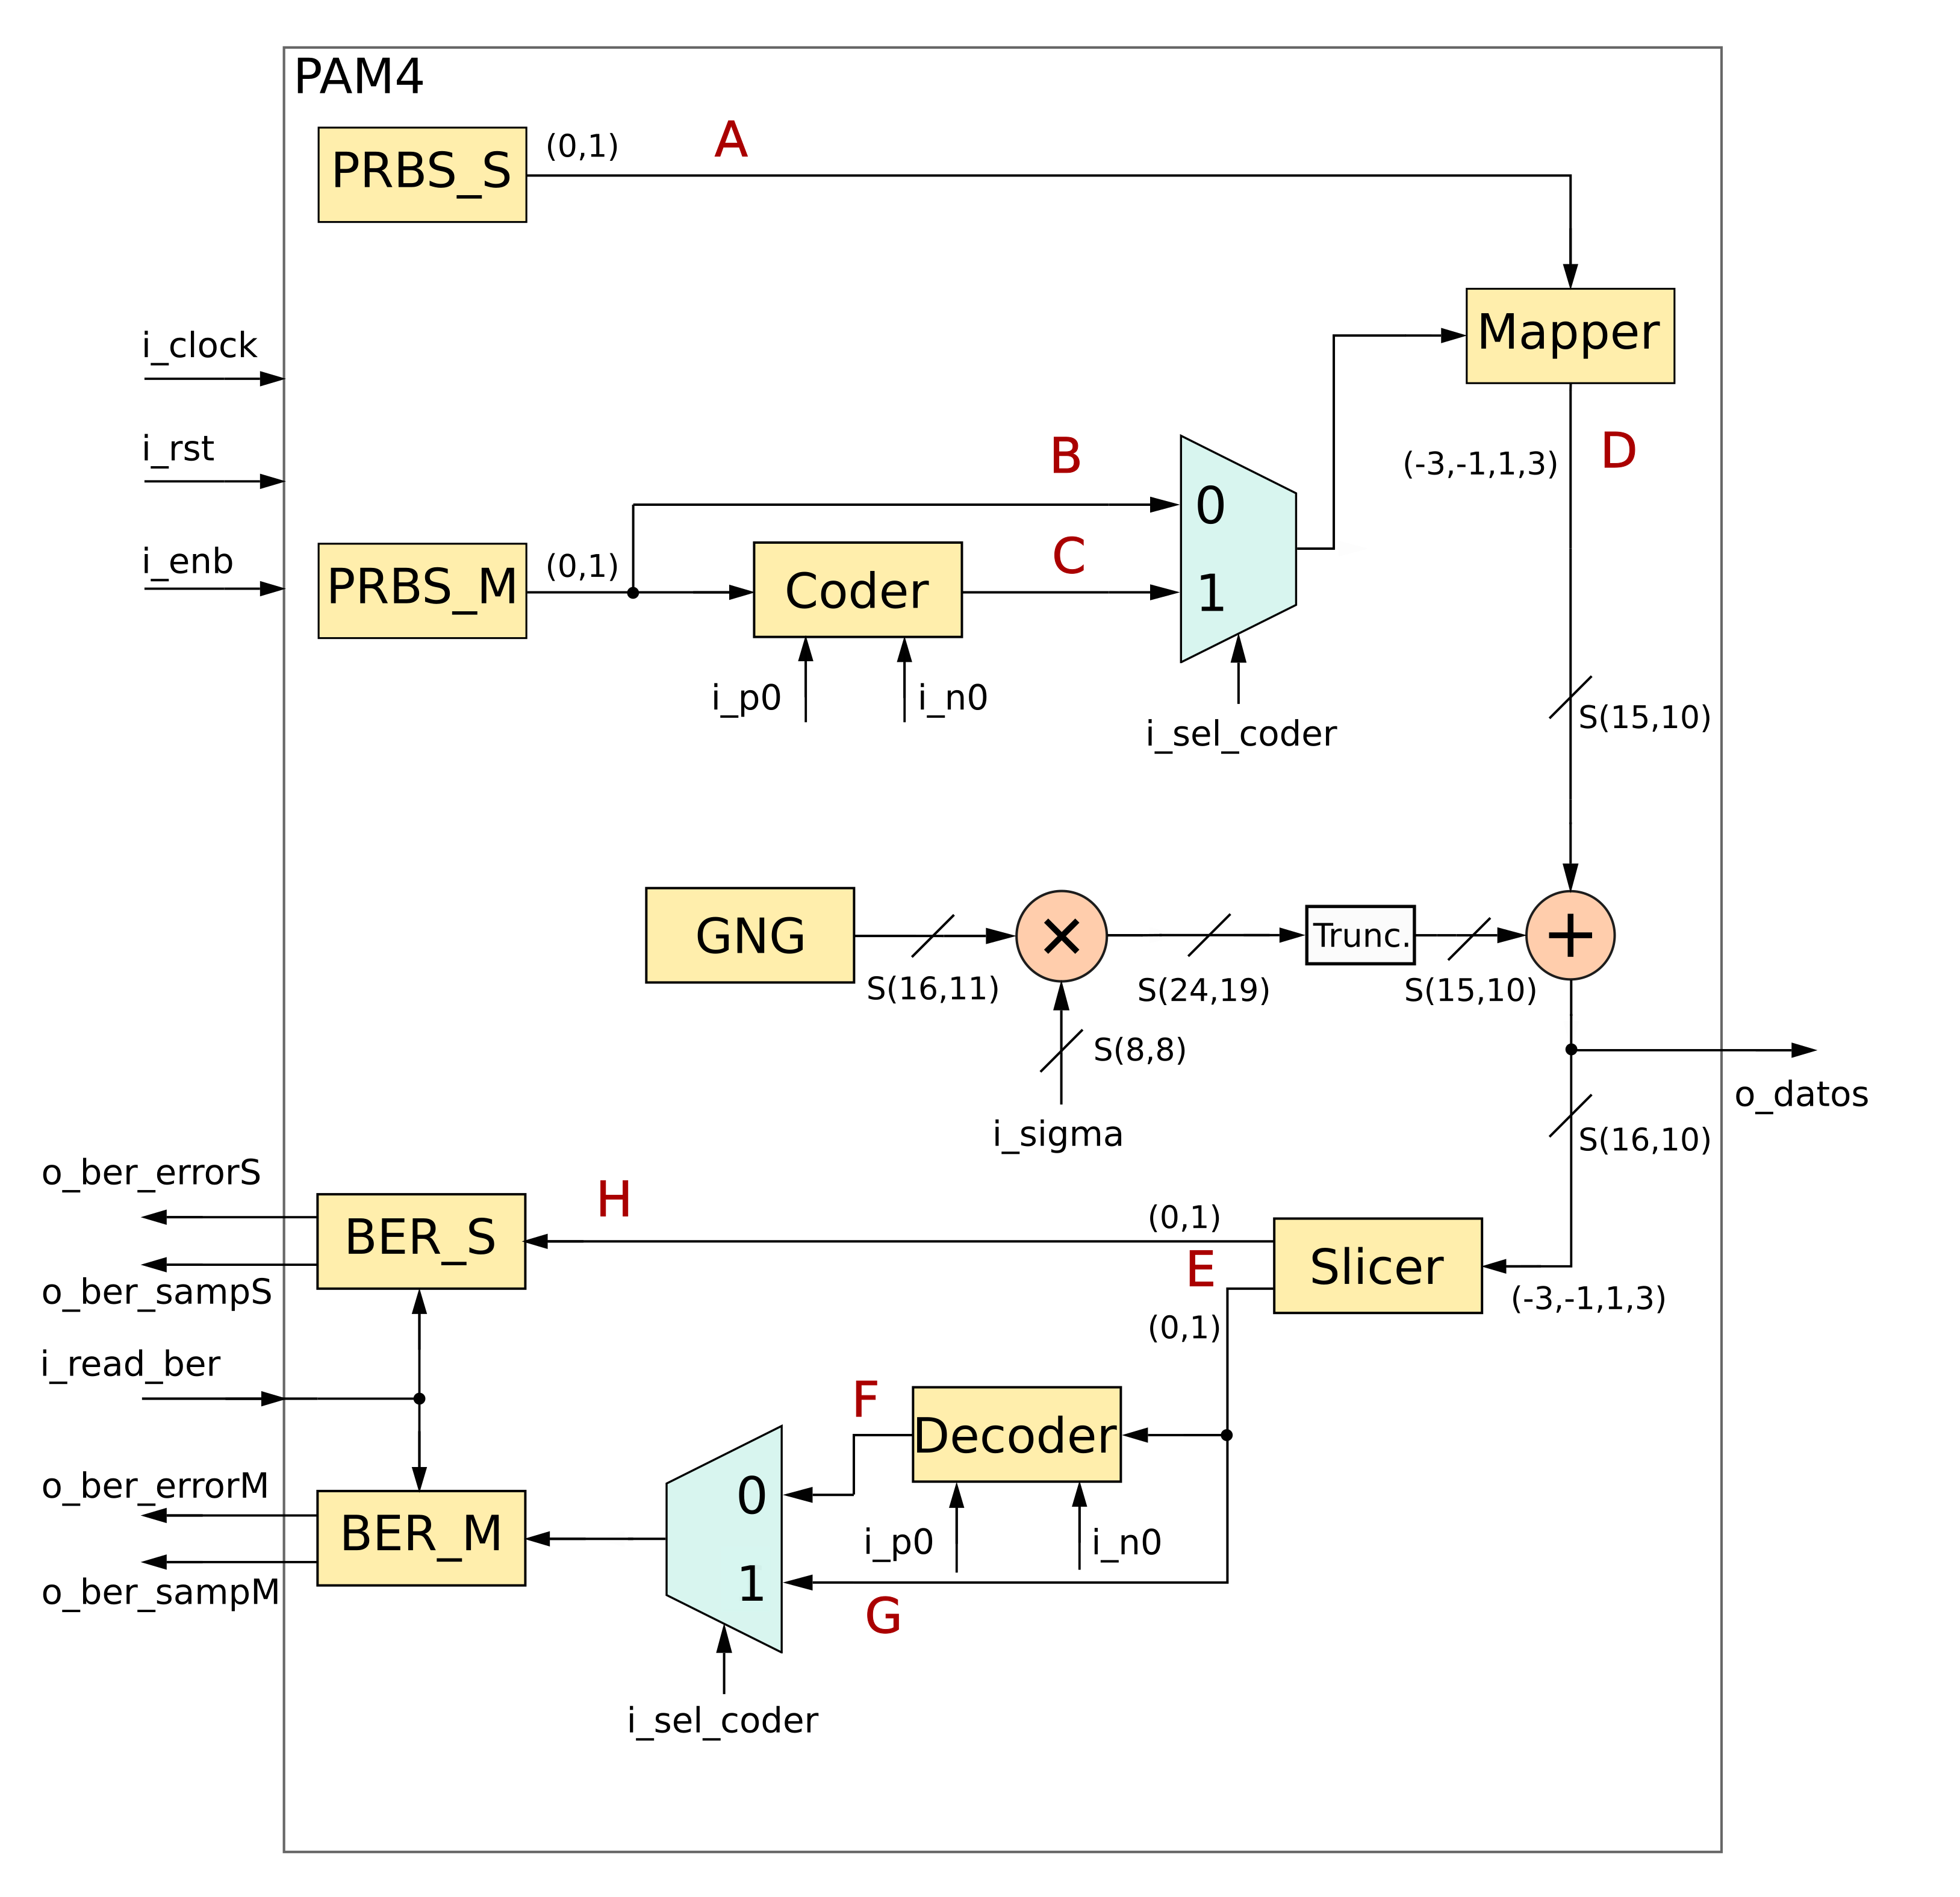 PAM4
PRBS_S
(0,1)
A
Mapper
i_clock
i_rst
i_enb
B
0
(-3,-1,1,3)
D
PRBS_M
(0,1)
Coder
C
1
i_p0
i_n0
i_sel_coder
S(15,10)
GNG
S(16,11)
×
S(24,19)
Trunc.
S(15,10)
+
S(8,8)
i_sigma
o_datos
S(16,10)
o_ber_errorS
BER_S
o_ber_sampS
H
(0,1)
E
(0,1)
Slicer
(-3,-1,1,3)
i_read_ber
F
Decoder
o_ber_errorM
BER_M
o_ber_sampM
0
1
i_p0
i_n0
G
i_sel_coder